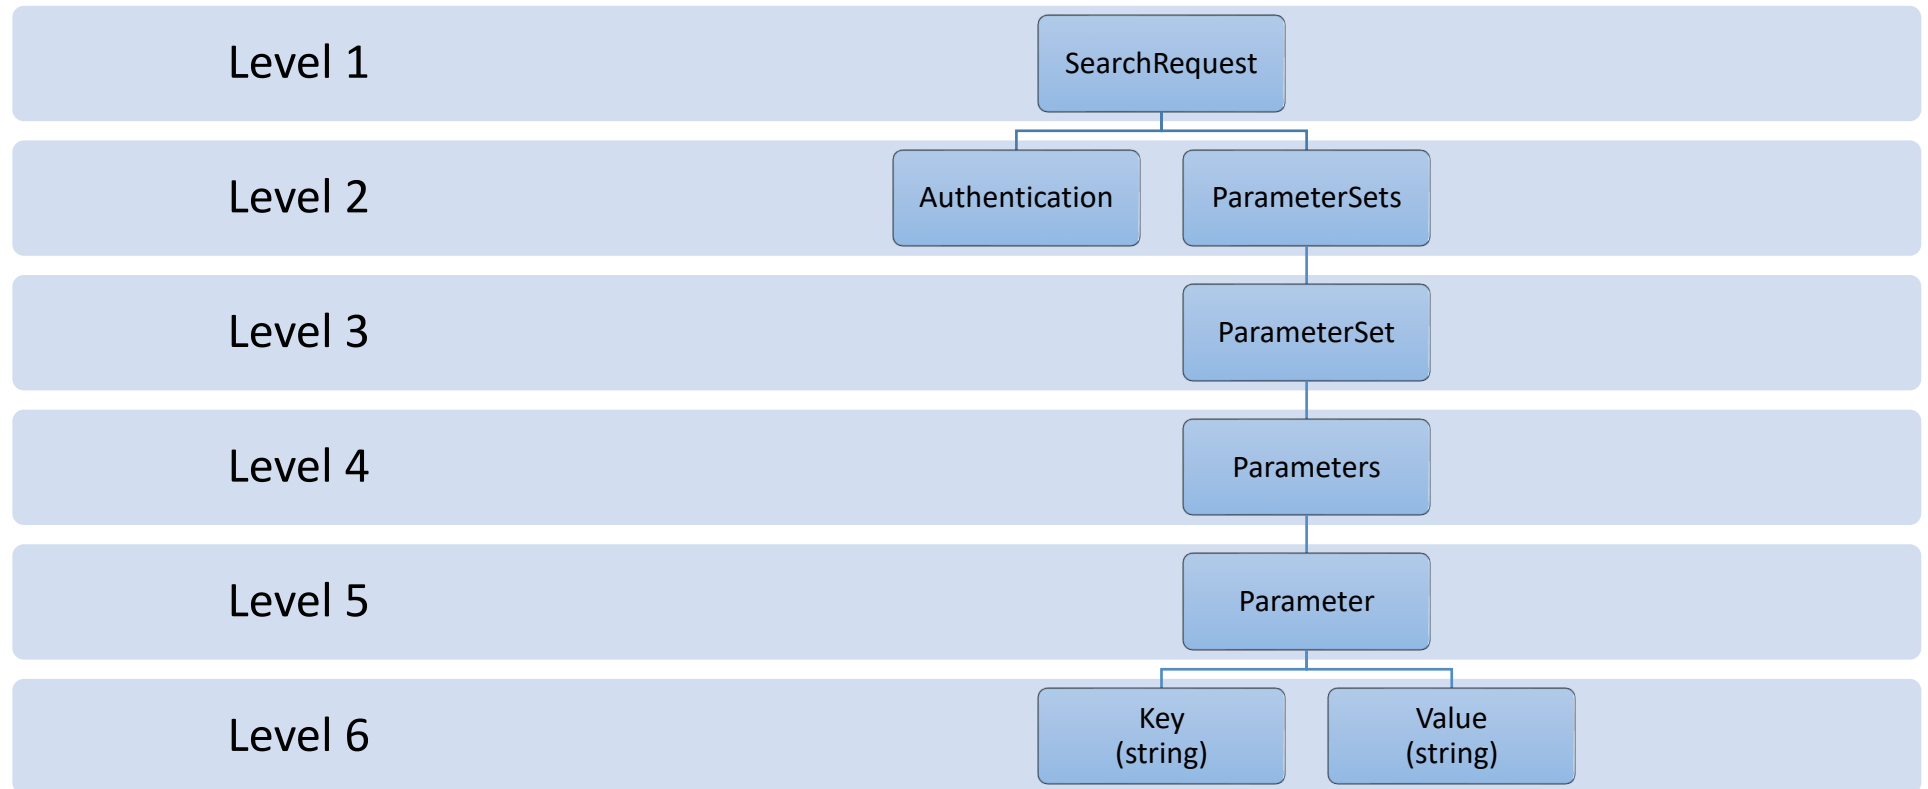 Level 1
SearchRequest
Level 2
Authentication
ParameterSets
Level 3
ParameterSet
Level 4
Parameters
Level 5
Parameter
Level 6
Key
(string)
Value
(string)